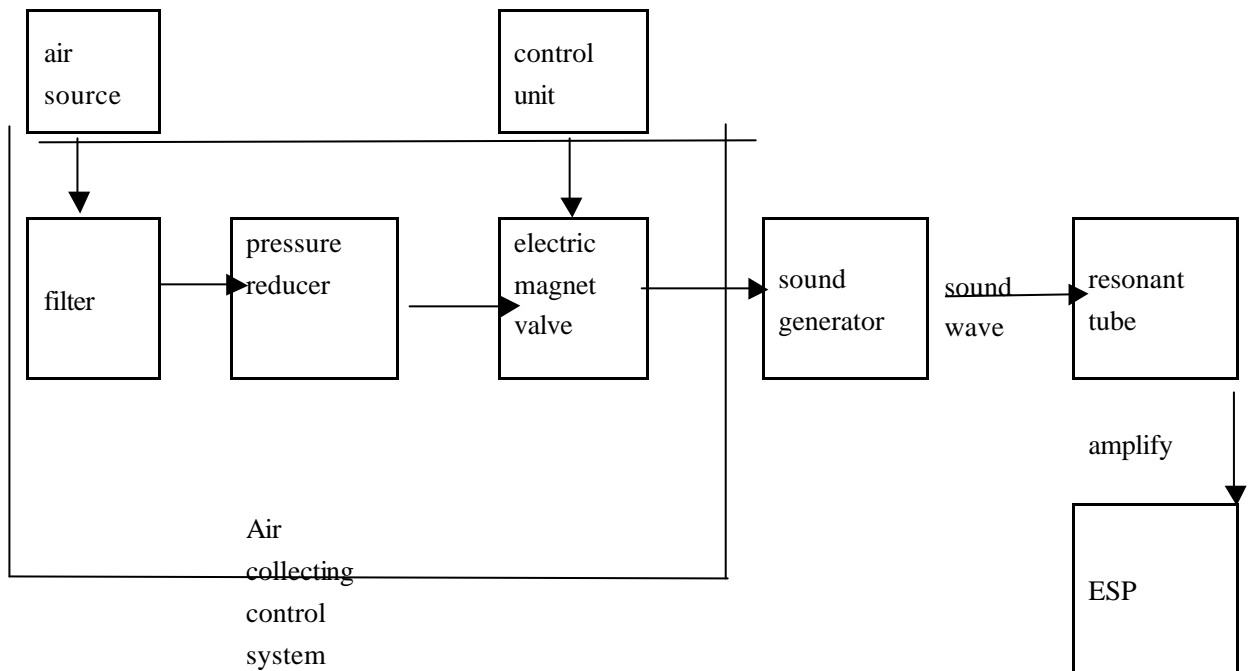 air
source
control
unit
filter
pressure
reducer
electric
magnet
valve
sound
generator
sound
wave
resonant
tube
amplify
Air
collecting
control
system
ESP